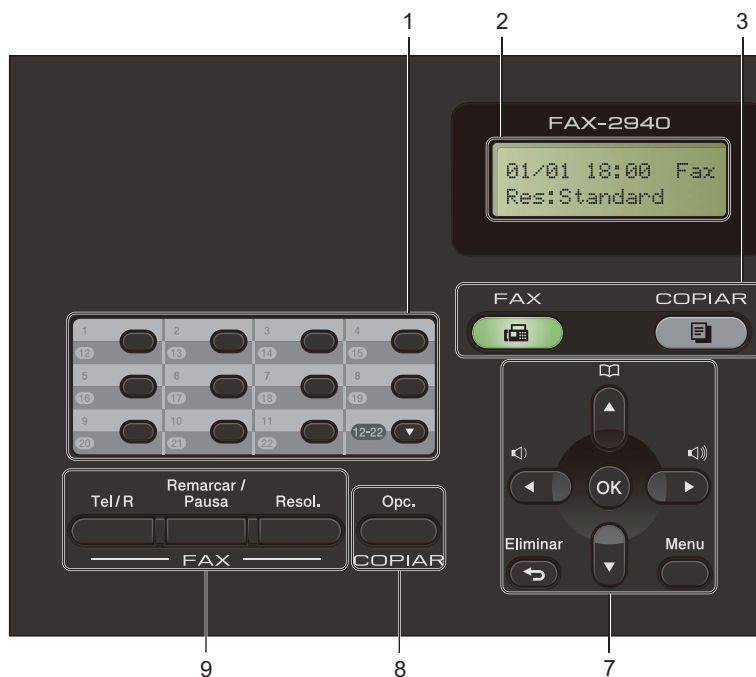 1 2 3
FAX-2940
01/01 18:00 Fax
Res:Standard
FAX COPIAR
1 2 3 4
12 13 14 15
5 6 7 8
16 17 18 19
9 10 11 12-22
20 21 22
OK
Tel/R Remarcar / Pausa Resol. Opc.
Eliminar Menu
FAX COPIAR
9 8 7